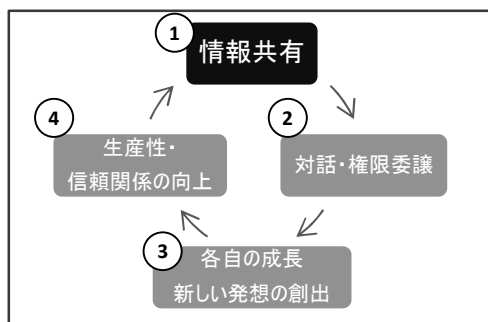 1
情報共有
2
対話・権限委譲
3
各自の成長
新しい発想の創出
4
生産性・
信頼関係の向上